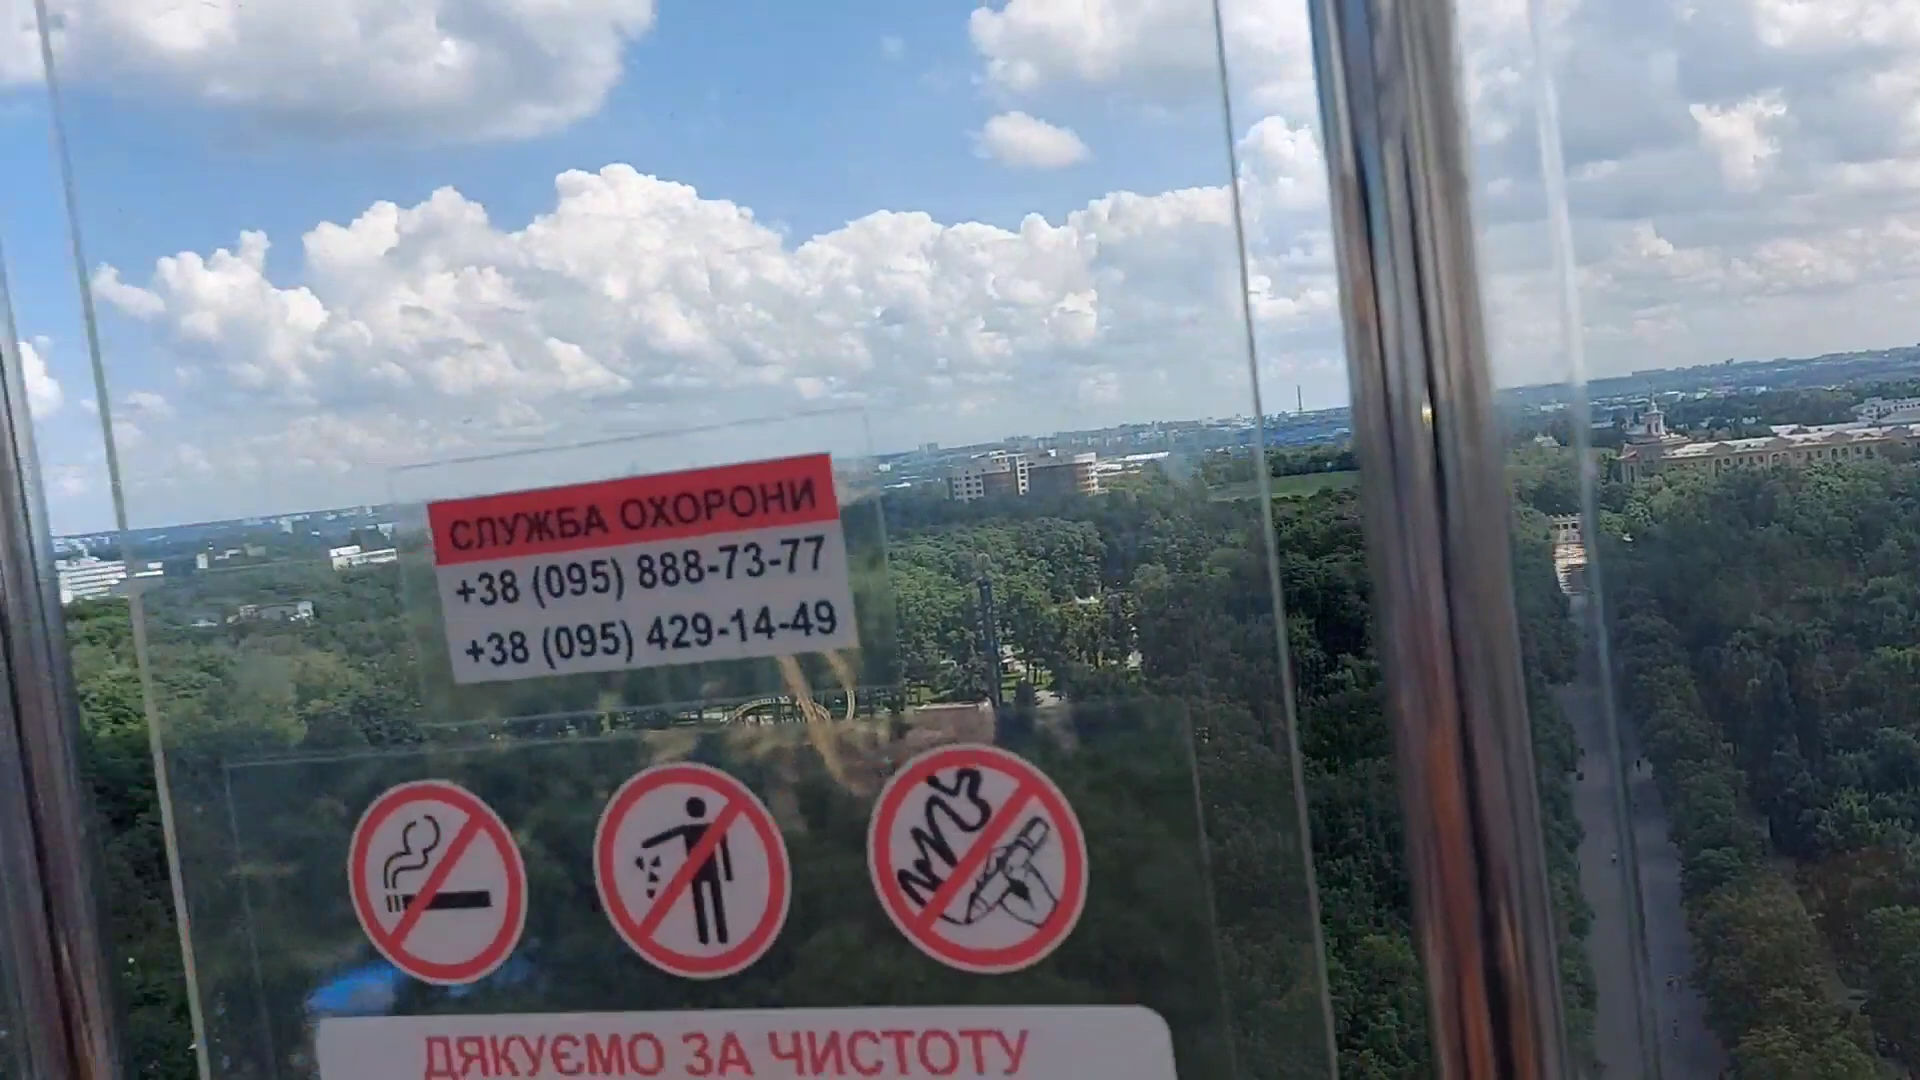 СЛУЖБА ОХОРОНИ
+38 (095) 888-73-77
+38 (095) 429-14-49
ДЯКУЄМО ЗА ЧИСТОТУ